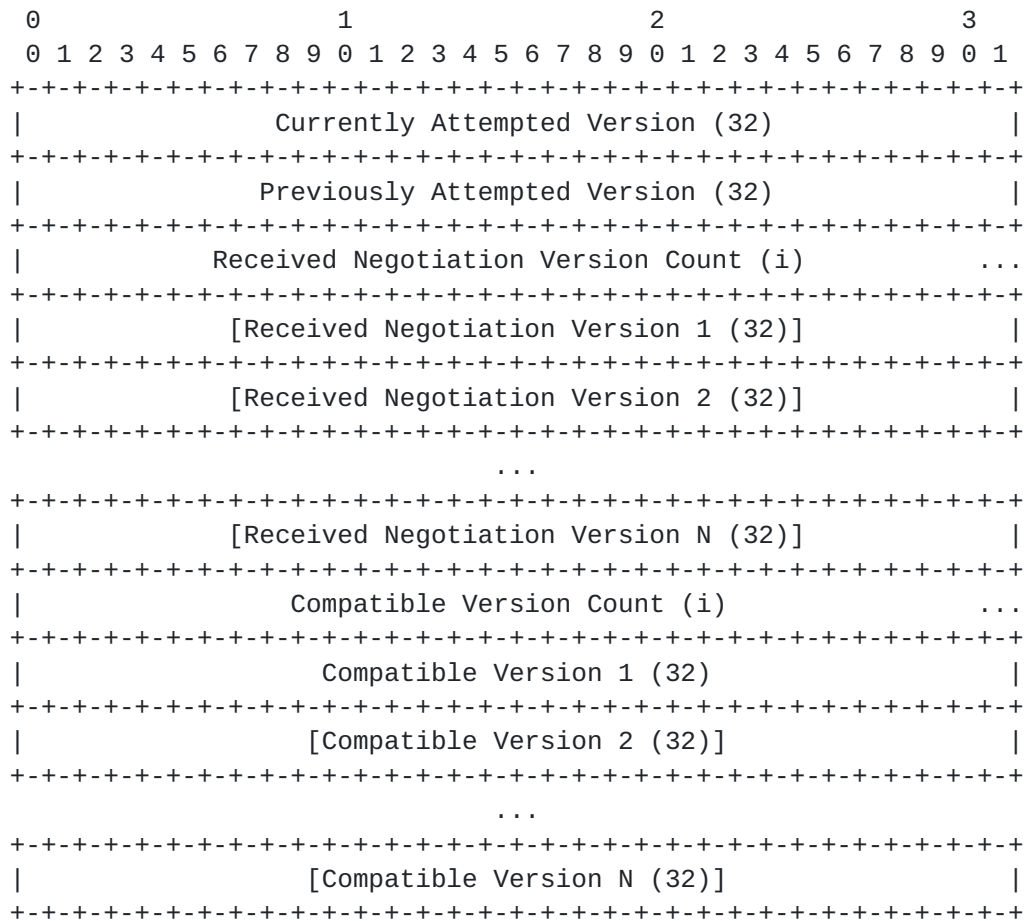 0                   1                   2                   3
 0 1 2 3 4 5 6 7 8 9 0 1 2 3 4 5 6 7 8 9 0 1 2 3 4 5 6 7 8 9 0 1
+-+-+-+-+-+-+-+-+-+-+-+-+-+-+-+-+-+-+-+-+-+-+-+-+-+-+-+-+-+-+-+-+
|                Currently Attempted Version (32)               |
+-+-+-+-+-+-+-+-+-+-+-+-+-+-+-+-+-+-+-+-+-+-+-+-+-+-+-+-+-+-+-+-+
|               Previously Attempted Version (32)               |
+-+-+-+-+-+-+-+-+-+-+-+-+-+-+-+-+-+-+-+-+-+-+-+-+-+-+-+-+-+-+-+-+
|            Received Negotiation Version Count (i)           ...
+-+-+-+-+-+-+-+-+-+-+-+-+-+-+-+-+-+-+-+-+-+-+-+-+-+-+-+-+-+-+-+-+
|             [Received Negotiation Version 1 (32)]             |
+-+-+-+-+-+-+-+-+-+-+-+-+-+-+-+-+-+-+-+-+-+-+-+-+-+-+-+-+-+-+-+-+
|             [Received Negotiation Version 2 (32)]             |
+-+-+-+-+-+-+-+-+-+-+-+-+-+-+-+-+-+-+-+-+-+-+-+-+-+-+-+-+-+-+-+-+
                               ...
+-+-+-+-+-+-+-+-+-+-+-+-+-+-+-+-+-+-+-+-+-+-+-+-+-+-+-+-+-+-+-+-+
|             [Received Negotiation Version N (32)]             |
+-+-+-+-+-+-+-+-+-+-+-+-+-+-+-+-+-+-+-+-+-+-+-+-+-+-+-+-+-+-+-+-+
|                 Compatible Version Count (i)                ...
+-+-+-+-+-+-+-+-+-+-+-+-+-+-+-+-+-+-+-+-+-+-+-+-+-+-+-+-+-+-+-+-+
|                   Compatible Version 1 (32)                   |
+-+-+-+-+-+-+-+-+-+-+-+-+-+-+-+-+-+-+-+-+-+-+-+-+-+-+-+-+-+-+-+-+
|                  [Compatible Version 2 (32)]                  |
+-+-+-+-+-+-+-+-+-+-+-+-+-+-+-+-+-+-+-+-+-+-+-+-+-+-+-+-+-+-+-+-+
                               ...
+-+-+-+-+-+-+-+-+-+-+-+-+-+-+-+-+-+-+-+-+-+-+-+-+-+-+-+-+-+-+-+-+
|                  [Compatible Version N (32)]                  |
+-+-+-+-+-+-+-+-+-+-+-+-+-+-+-+-+-+-+-+-+-+-+-+-+-+-+-+-+-+-+-+-+